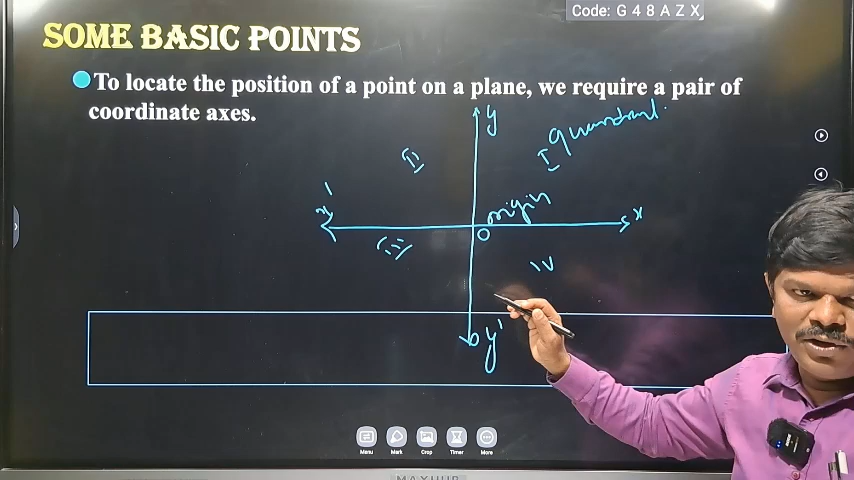 Code: G 4 8 A Z X
SOME BASIC POINTS
To locate the position of a point on a plane, we require a pair of
coordinate axes.
y
I quadrant
II
x'
origin
x
O
III
IV
y'
Menu
Mark
Crop
Timer
More
MAXHUB